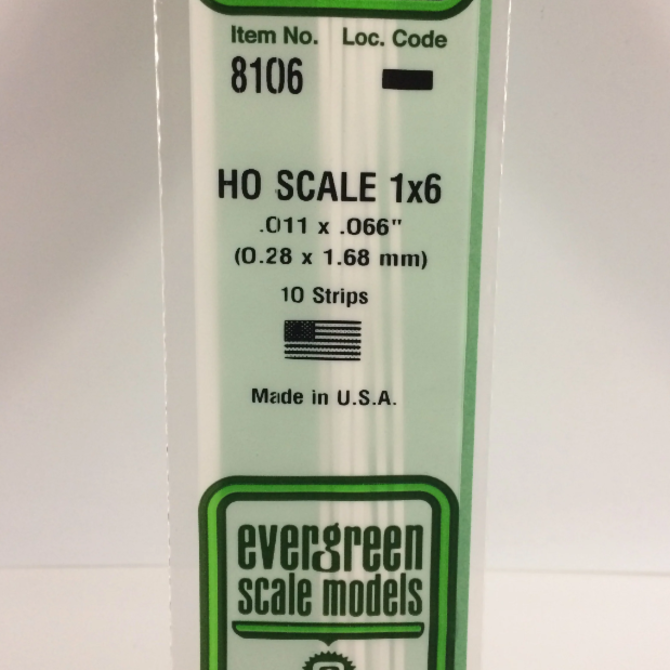 Item No. Loc. Code
8106
HO SCALE 1x6
.011 x .066"
(0.28 x 1.68 mm)
10 Strips
Made in U.S.A.
evergreen
scale models